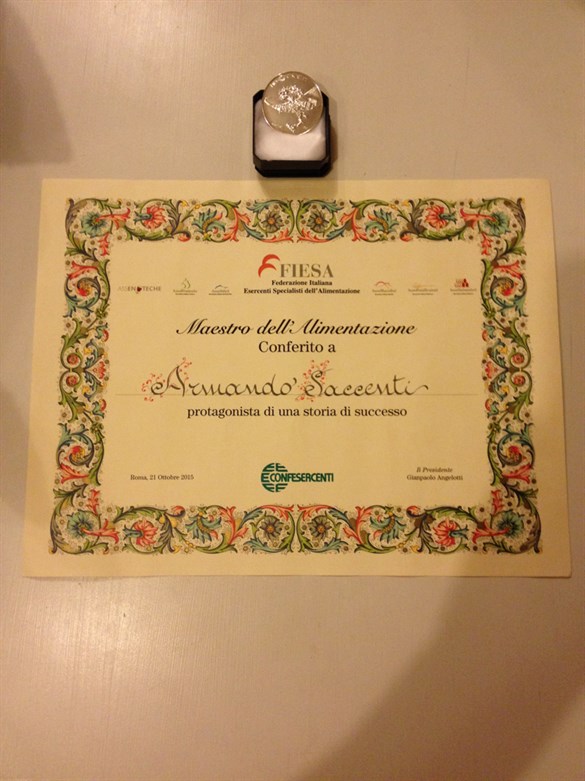 FIESA
Federazione Italiana
Esercenti Specialisti dell'Alimentazione
Maestro dell'Alimentazione
Conferito a
Armando Saccenti
protagonista di una storia di successo
Roma, 21 Ottobre 2015
CONFESERCENTI
Il Presidente
Gianpaolo Angelotti